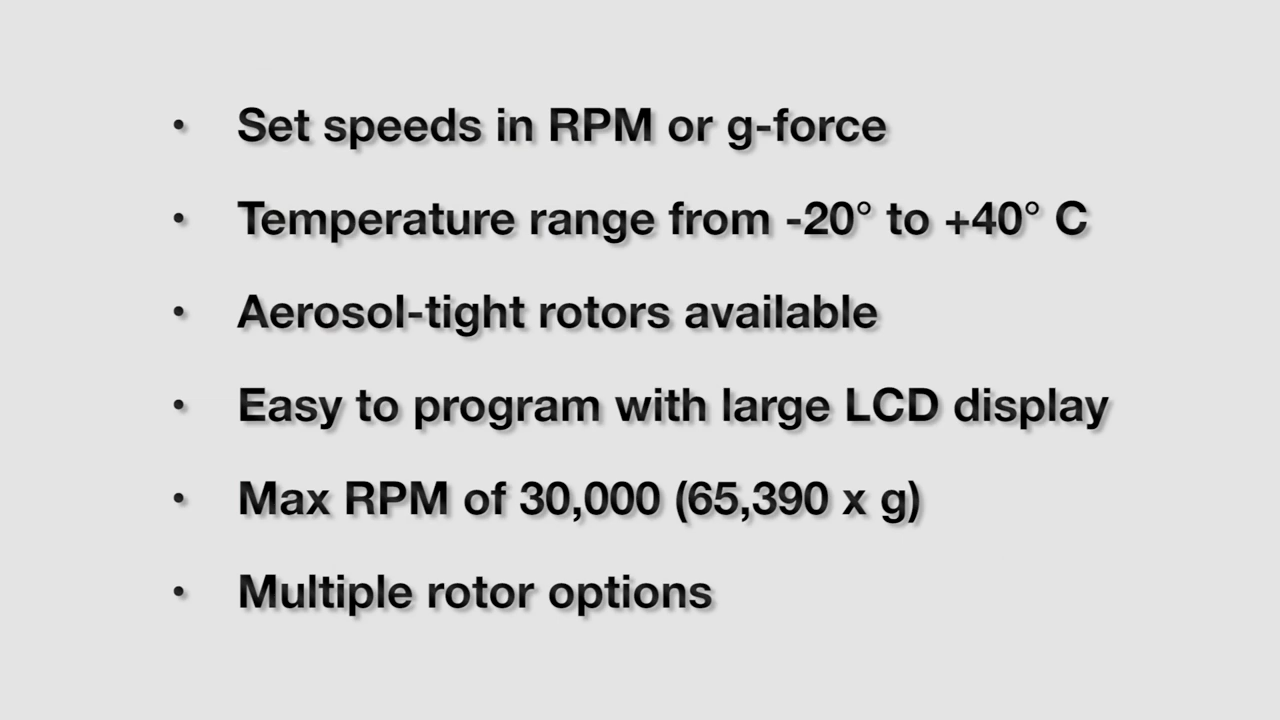 • Set speeds in RPM or g-force
• Temperature range from -20° to +40° C
• Aerosol-tight rotors available
• Easy to program with large LCD display
• Max RPM of 30,000 (65,390 x g)
• Multiple rotor options